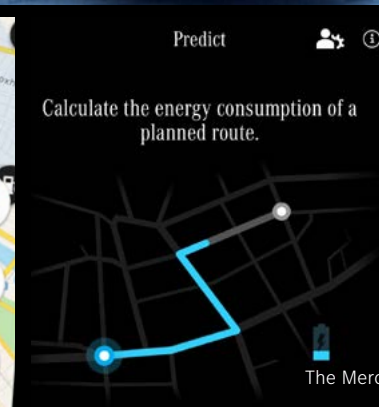 Predict
Calculate the energy consumption of a
planned route.
The Merc